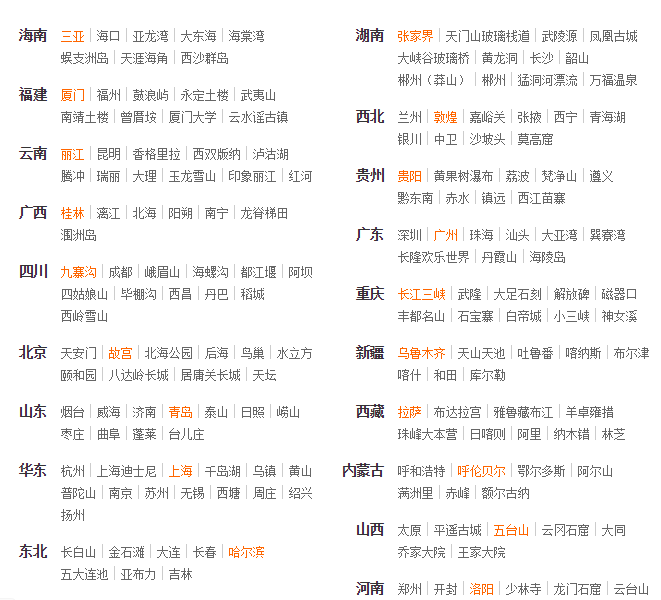 海南 三亚 海口 亚龙湾 大东海 海棠湾
蜈支洲岛 天涯海角 西沙群岛
福建 厦门 福州 鼓浪屿 永定土楼 武夷山
南靖土楼 曾厝垵 厦门大学 云水谣古镇
云南 丽江 昆明 香格里拉 西双版纳 泸沽湖
腾冲 瑞丽 大理 玉龙雪山 印象丽江 红河
广西 桂林 漓江 北海 阳朔 南宁 龙脊梯田
涠洲岛
四川 九寨沟 成都 峨眉山 海螺沟 都江堰 阿坝
四姑娘山 毕棚沟 西昌 丹巴 稻城
西岭雪山
北京 天安门 故宫 北海公园 后海 鸟巢 水立方
颐和园 八达岭长城 居庸关长城 天坛
山东 烟台 威海 济南 青岛 泰山 日照 崂山
枣庄 曲阜 蓬莱 台儿庄
华东 杭州 上海迪士尼 上海 千岛湖 乌镇 黄山
普陀山 南京 苏州 无锡 西塘 周庄 绍兴
扬州
东北 长白山 金石滩 大连 长春 哈尔滨
五大连池 亚布力 吉林
湖南 张家界 天门山玻璃栈道 武陵源 凤凰古城
大峡谷玻璃桥 黄龙洞 长沙 韶山
郴州（莽山） 郴州 猛洞河漂流 万福温泉
西北 兰州 敦煌 嘉峪关 张掖 西宁 青海湖
银川 中卫 沙坡头 莫高窟
贵州 贵阳 黄果树瀑布 荔波 梵净山 遵义
黔东南 赤水 镇远 西江苗寨
广东 深圳 广州 珠海 汕头 大亚湾 巽寮湾
长隆欢乐世界 丹霞山 海陵岛
重庆 长江三峡 武隆 大足石刻 解放碑 磁器口
丰都名山 石宝寨 白帝城 小三峡 神女溪
新疆 乌鲁木齐 天山天池 吐鲁番 喀纳斯 布尔津
喀什 和田 库尔勒
西藏 拉萨 布达拉宫 雅鲁藏布江 羊卓雍措
珠峰大本营 日喀则 阿里 纳木错 林芝
内蒙古 呼和浩特 呼伦贝尔 鄂尔多斯 阿尔山
满洲里 赤峰 额尔古纳
山西 太原 平遥古城 五台山 云冈石窟 大同
乔家大院 王家大院
河南 郑州 开封 洛阳 少林寺 龙门石窟 云台山